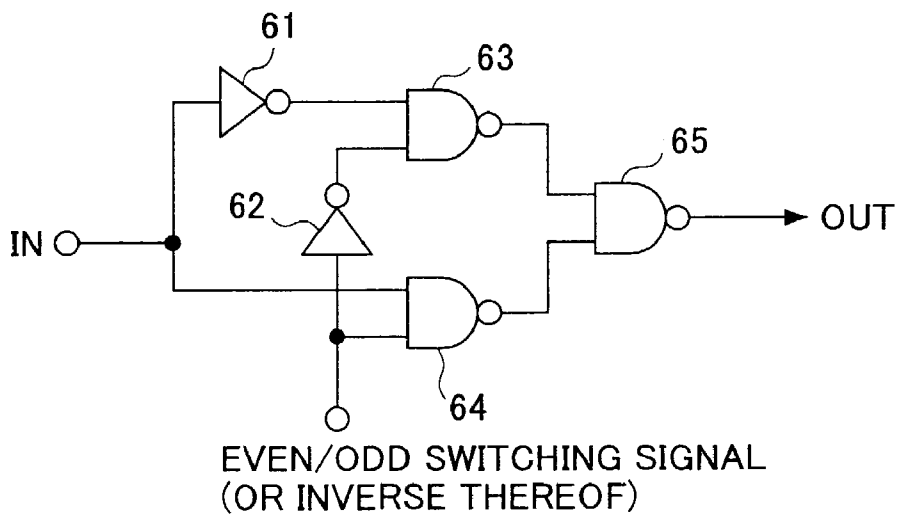 61
63
65
62
IN
OUT
64
EVEN/ODD SWITCHING SIGNAL
(OR INVERSE THEREOF)